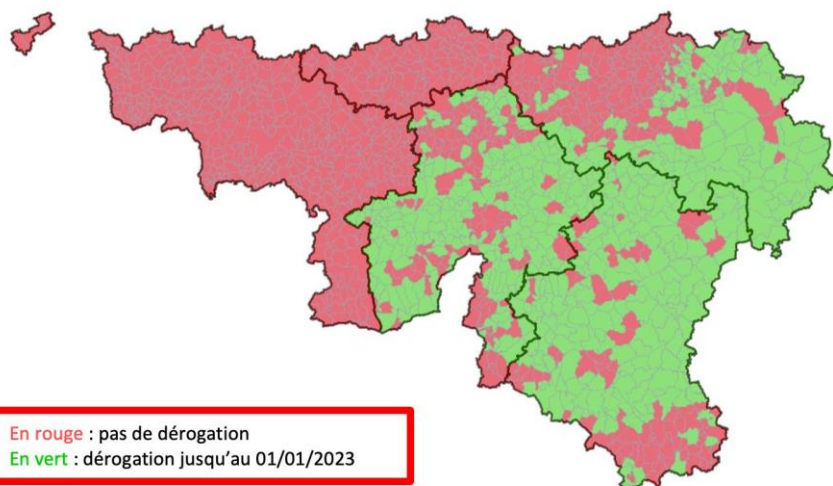 En rouge : pas de dérogation
En vert : dérogation jusqu'au 01/01/2023